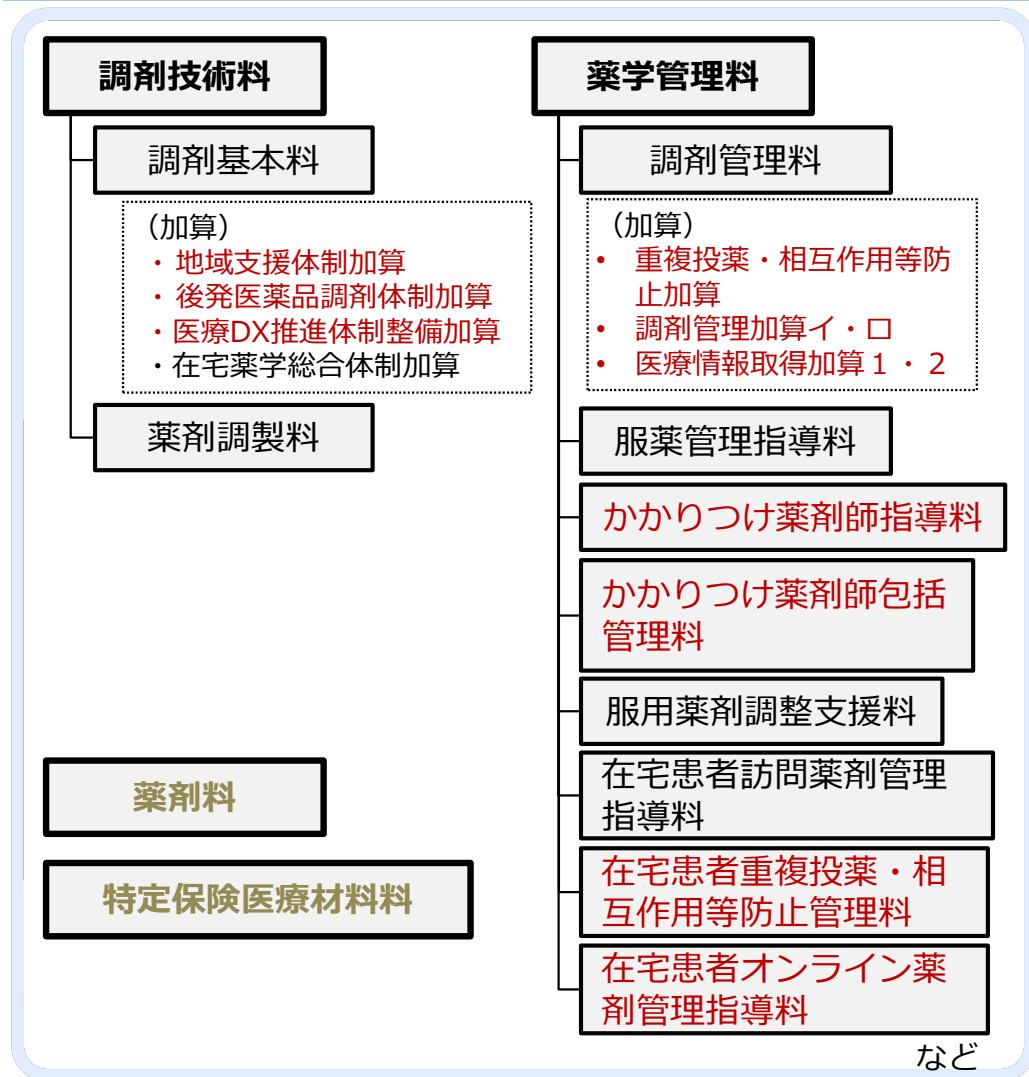 調剤技術料
調剤基本料
（加算）
・地域支援体制加算
・後発医薬品調剤体制加算
・医療DX推進体制整備加算
・在宅薬学総合体制加算
薬剤調製料
薬剤料
特定保険医療材料料
薬学管理料
調剤管理料
（加算）
• 重複投薬・相互作用等防
止加算
• 調剤管理加算イ・ロ
• 医療情報取得加算１・２
服薬管理指導料
かかりつけ薬剤師指導料
かかりつけ薬剤師包括
管理料
服用薬剤調整支援料
在宅患者訪問薬剤管理
指導料
在宅患者重複投薬・相
互作用等防止管理料
在宅患者オンライン薬
剤管理指導料
など